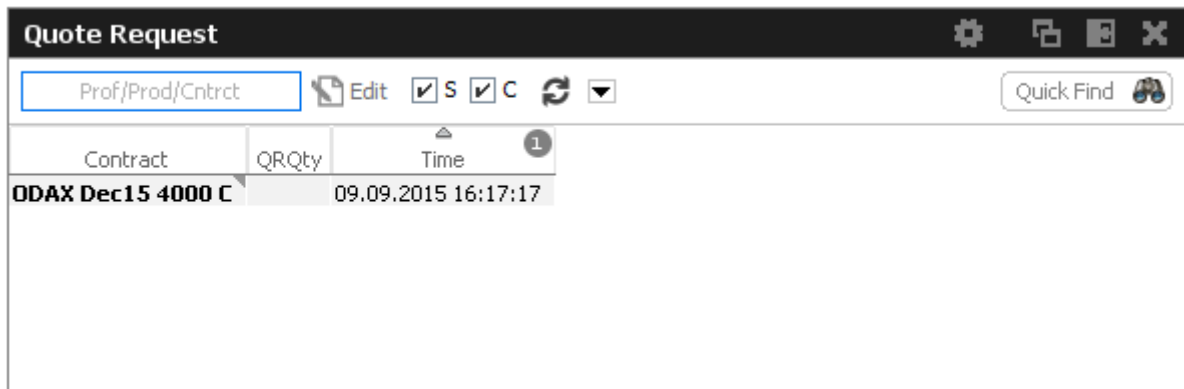 Quote Request
Prof/Prod/Cntrct Edit S C Quick Find
1
Contract QRQty Time
ODAX Dec15 4000 C 09.09.2015 16:17:17